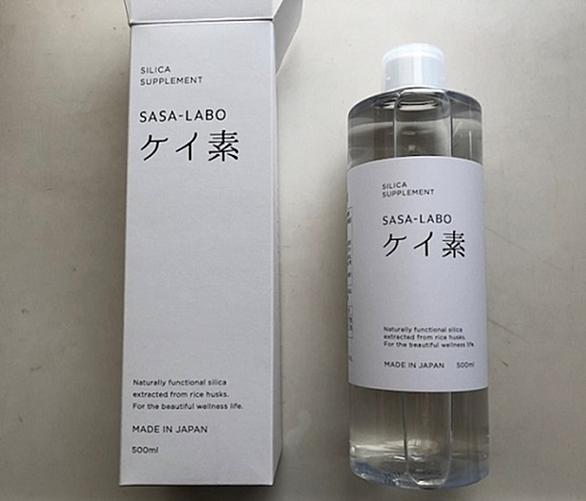 SILICA
SUPPLEMENT
SASA-LABO
ケイ素
Naturally functional silica
extracted from rice husks.
For the beautiful wellness life.
MADE IN JAPAN
500ml
SILICA
SUPPLEMENT
SASA-LABO
ケイ素
Naturally functional silica
extracted from rice husks.
For the beautiful wellness life.
MADE IN JAPAN 500ml